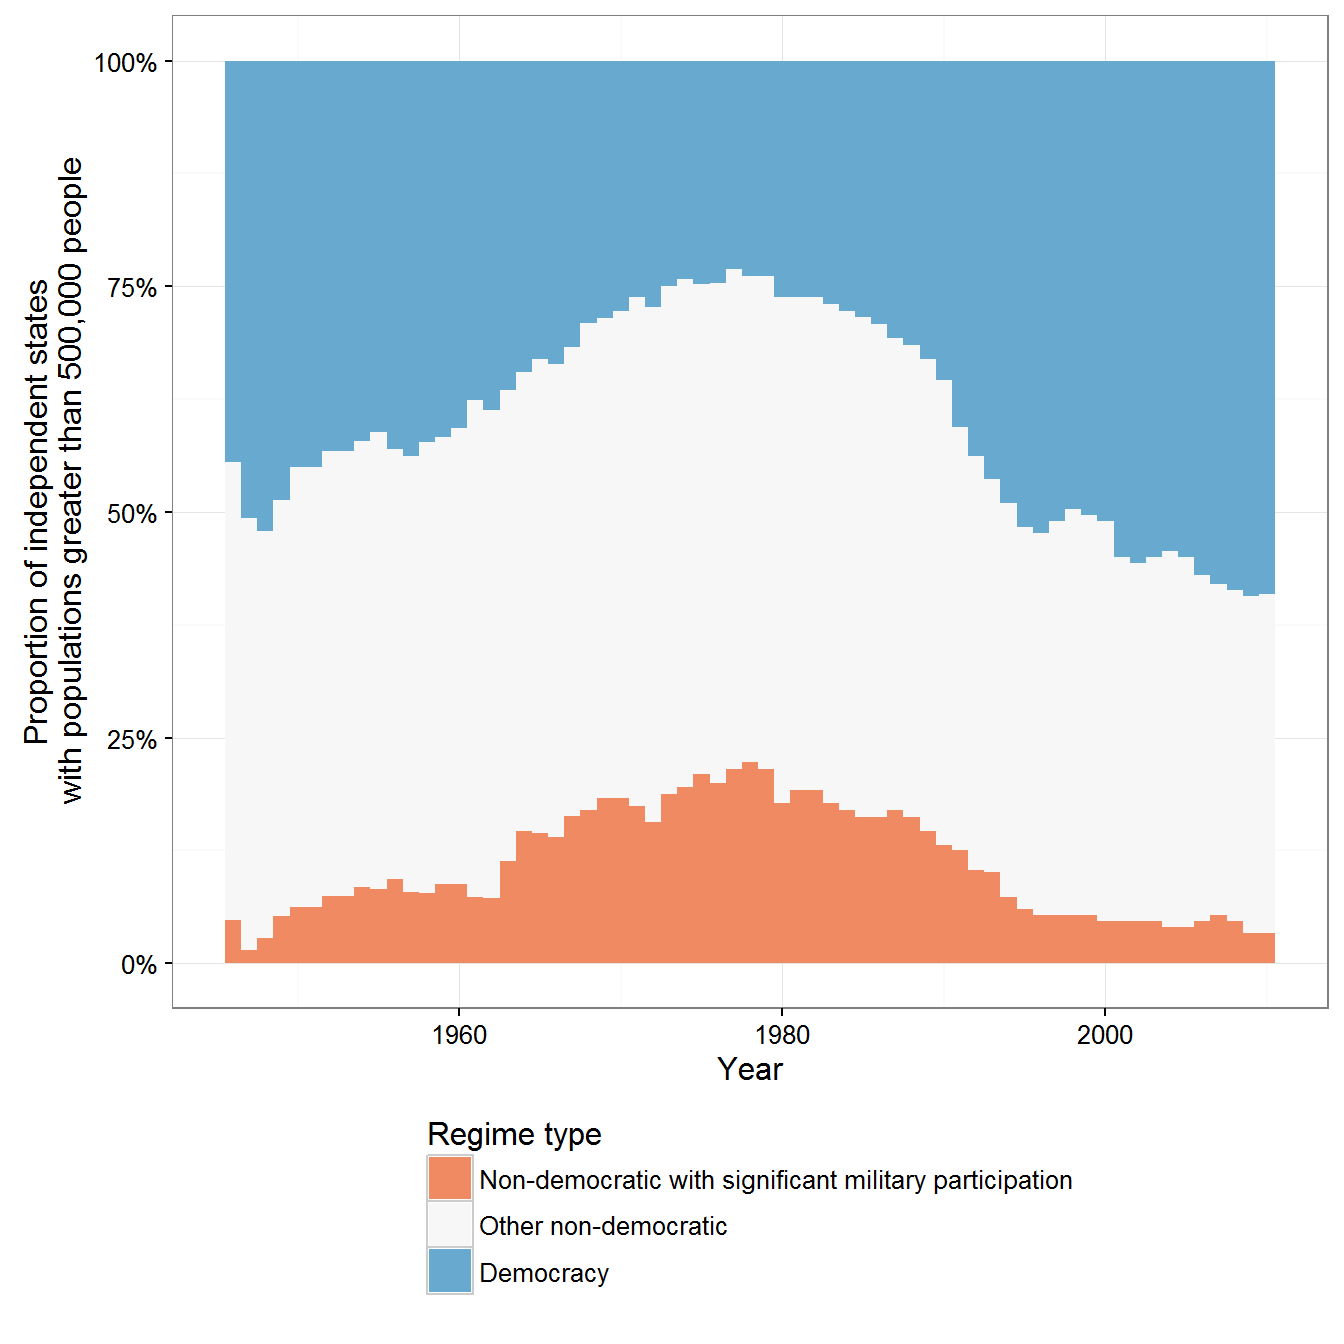 Proportion of independent states
with populations greater than 500,000 people
100%
75%
50%
25%
0%
1960
1980
2000
Year
Regime type
Non-democratic with significant military participation
Other non-democratic
Democracy